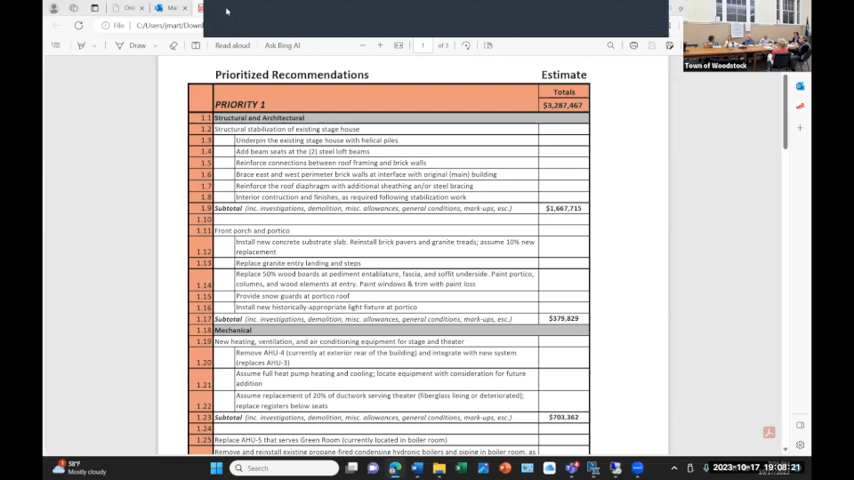 Onl
Mai
File
C:/Users/jmart/Downl
Draw
Read aloud
Ask Bing AI
1
of 3
Town of Woodstock
Prioritized Recommendations Estimate
Totals
PRIORITY 1 $3,287,467
1.1 Structural and Architectural
1.2 Structural stabilization of existing stage house
1.3 Underpin the existing stage house with helical piles
1.4 Add beam seats at the (2) steel loft beams
1.5 Reinforce connections between roof framing and brick walls
1.6 Brace east and west perimeter brick walls at interface with original (main) building
1.7 Reinforce the roof diaphragm with additional sheathing an/or steel bracing
1.8 Interior contruction and finishes, as required following stabilization work
1.9 Subtotal (inc. investigations, demolition, misc. allowances, general conditions, mark-ups, etc.) $1,667,715
1.10
1.11 Front porch and portico
Install new concrete substrate slab. Reinstall brick pavers and granite treads; assume 10% new
1.12 replacement
1.13 Replace granite entry landing and steps
Replace 50% wood boards at pediment entablature, fascia, and soffit underside. Paint portico,
1.14 columns, and wood elements at entry. Paint windows & trim with paint loss
1.15 Provide snow guards at portico roof
1.16 Install new historically-appropriate light fixture at portico
1.17 Subtotal (inc. investigations, demolition, misc. allowances, general conditions, mark-ups, etc.) $379,829
1.18 Mechanical
1.19 New heating, ventilation, and air conditioning equipment for stage and theater
Remove AHU-4 (currently at exterior rear of the building) and integrate with new system
1.20 (replaces AHU-3)
Assume full heat pump heating and cooling; locate equipment with consideration for future
1.21 addition
Assume replacement of 20% of ductwork serving theater (fiberglass lining or deteriorated);
1.22 replace registers below seats
1.23 Subtotal (inc. investigations, demolition, misc. allowances, general conditions, mark-ups, etc.) $703,362
1.24
1.25 Replace AHU-5 that serves Green Room (currently located in boiler room)
Remove and reinstall existing propane-fired condensing hydronic boilers and piping in boiler room, as
58°F
Mostly cloudy
Search
2023-10-17 19:08:21